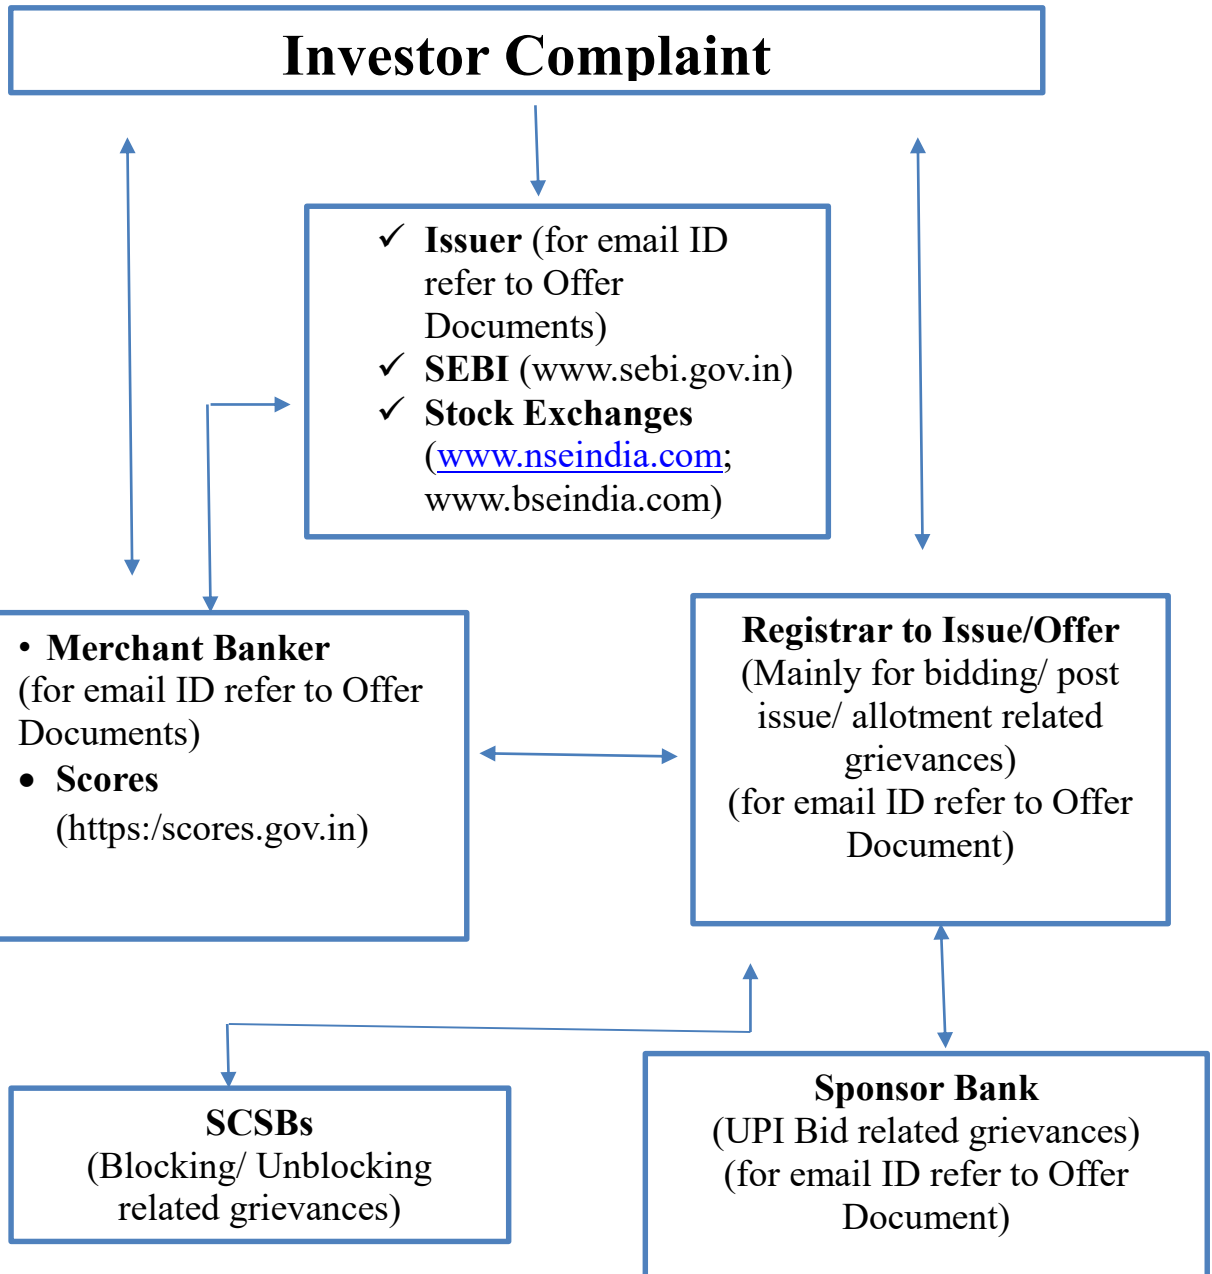 Investor Complaint
✓ Issuer (for email ID
refer to Offer
Documents)
✓ SEBI (www.sebi.gov.in)
✓ Stock Exchanges
(www.nseindia.com;
www.bseindia.com)
• Merchant Banker
(for email ID refer to Offer
Documents)
• Scores
(https:/scores.gov.in)
Registrar to Issue/Offer
(Mainly for bidding/ post
issue/ allotment related
grievances)
(for email ID refer to Offer
Document)
SCSBs
(Blocking/ Unblocking
related grievances)
Sponsor Bank
(UPI Bid related grievances)
(for email ID refer to Offer
Document)